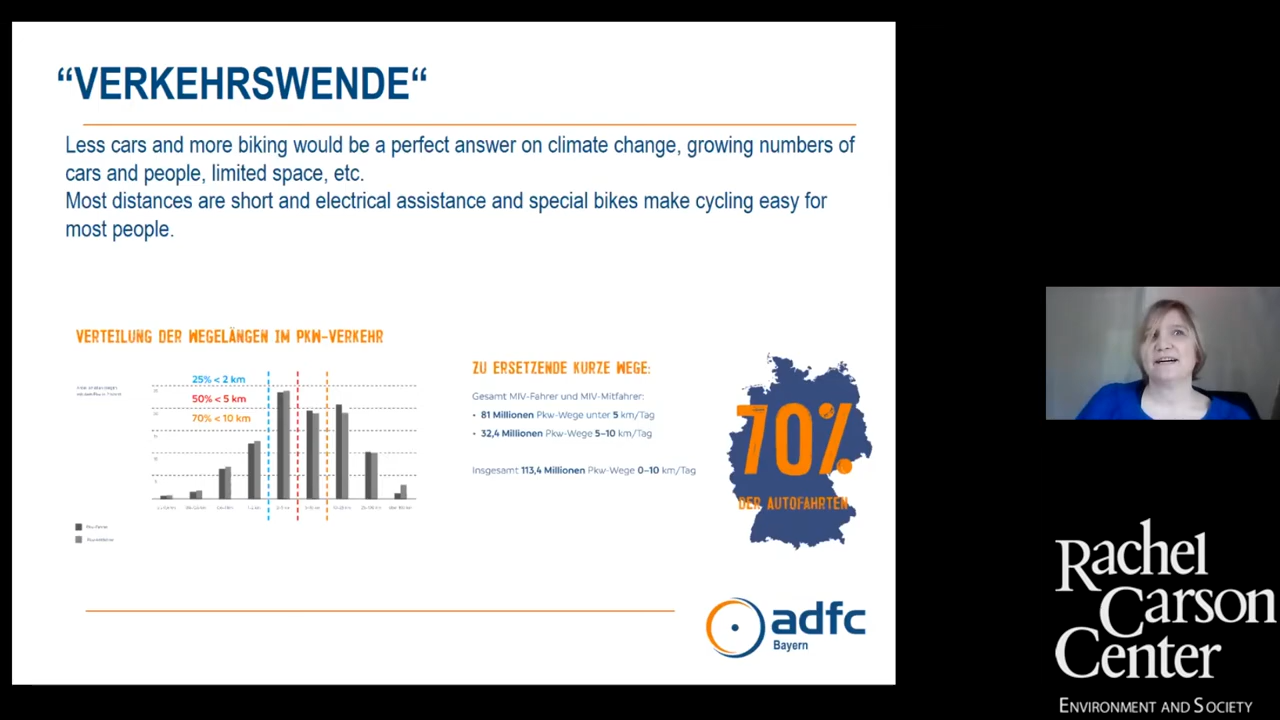 “VERKEHRSWENDE“
Less cars and more biking would be a perfect answer on climate change, growing numbers of
cars and people, limited space, etc.
Most distances are short and electrical assistance and special bikes make cycling easy for
most people.
VERTEILUNG DER WEGELÄNGEN IM PKW-VERKEHR
25% < 2 km
50% < 5 km
70% < 10 km
ZU ERSETZENDE KURZE WEGE:
Gesamt MIV-Fahrer und MIV-Mitfahrer:
• 81 Millionen Pkw-Wege unter 5 km/Tag
• 32,4 Millionen Pkw-Wege 5–10 km/Tag
Insgesamt 113,4 Millionen Pkw-Wege 0–10 km/Tag
70%
DER AUTOFAHRTEN
adfc
Bayern
Rachel
Carson
Center
ENVIRONMENT AND SOCIETY